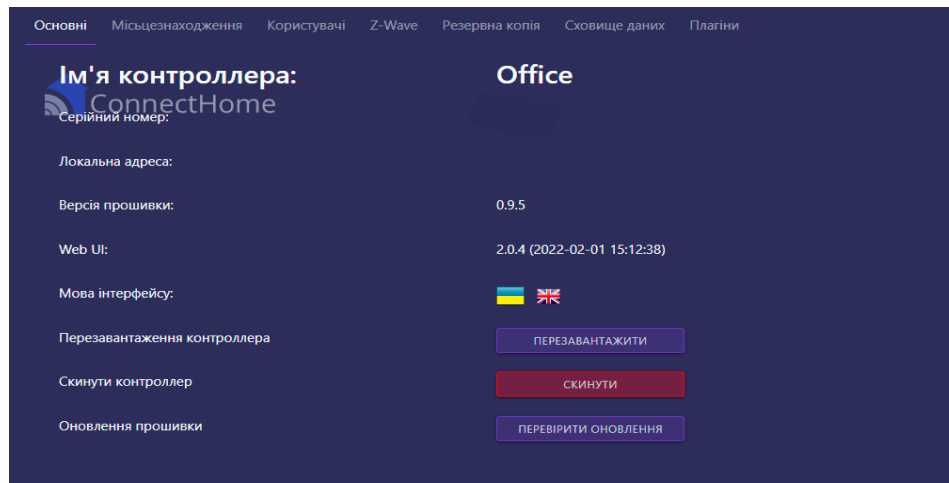 Основні Місьцезнаходження Користувачі Z-Wave Резервна копія Сховище даних Плагіни
Ім'я контроллера: Office
ConnectHome
Серійний номер:
Локальна адреса:
Версія прошивки: 0.9.5
Web UI: 2.0.4 (2022-02-01 15:12:38)
Мова інтерфейсу:
Перезавантаження контроллера ПЕРЕЗАВАНТАЖИТИ
Скинути контроллер СКИНУТИ
Оновлення прошивки ПЕРЕВІРИТИ ОНОВЛЕННЯ